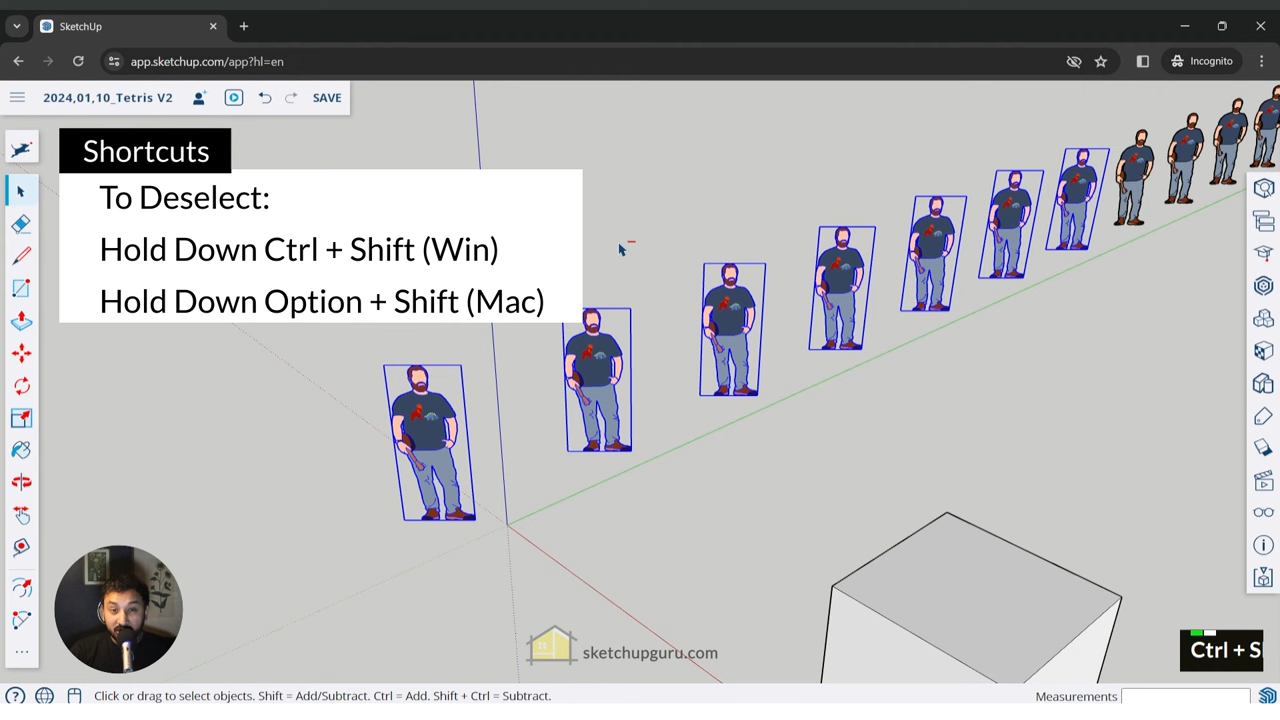 SketchUp
app.sketchup.com/app?hl=en
Incognito
2024,01,10_Tetris V2
SAVE
Shortcuts
To Deselect:
Hold Down Ctrl + Shift (Win)
Hold Down Option + Shift (Mac)
sketchupguru.com
Ctrl + S
Click or drag to select objects. Shift = Add/Subtract. Ctrl = Add. Shift + Ctrl = Subtract.
Measurements